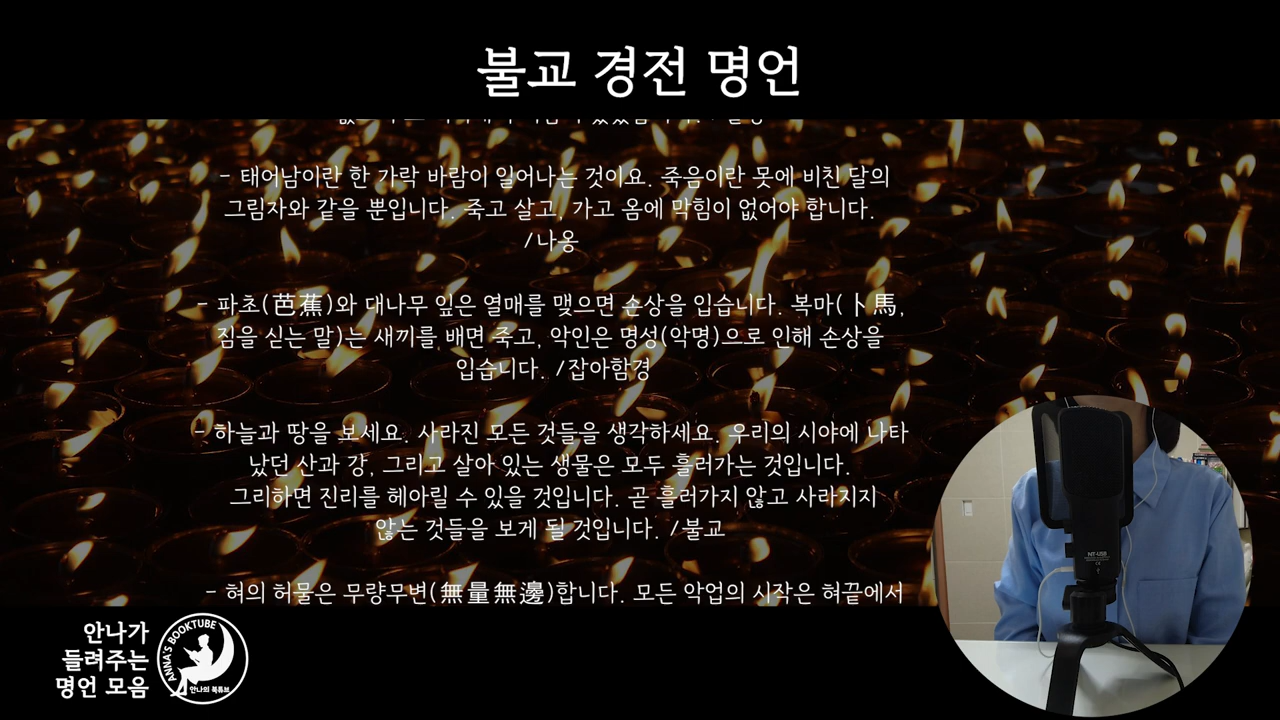 불교 경전 명언
- 태어남이란 한 가락 바람이 일어나는 것이요. 죽음이란 못에 비친 달의
그림자와 같을 뿐입니다. 죽고 살고, 가고 옴에 막힘이 없어야 합니다.
/나옹
- 파초(芭蕉)와 대나무 잎은 열매를 맺으면 손상을 입습니다. 복마(卜馬,
짐을 싣는 말)는 새끼를 배면 죽고, 악인은 명성(악명)으로 인해 손상을
입습니다. /잡아함경
- 하늘과 땅을 보세요. 사라진 모든 것들을 생각하세요. 우리의 시야에 나타
났던 산과 강, 그리고 살아 있는 생물은 모두 흘러가는 것입니다.
그리하면 진리를 헤아릴 수 있을 것입니다. 곧 흘러가지 않고 사라지지
않는 것들을 보게 될 것입니다. /불교
- 혀의 허물은 무량무변(無量無邊)합니다. 모든 악업의 시작은 혀끝에서
안나가
들려주는
명언 모음
ANNA'S BOOKTUBE
안나의 북튜브
NT-USB